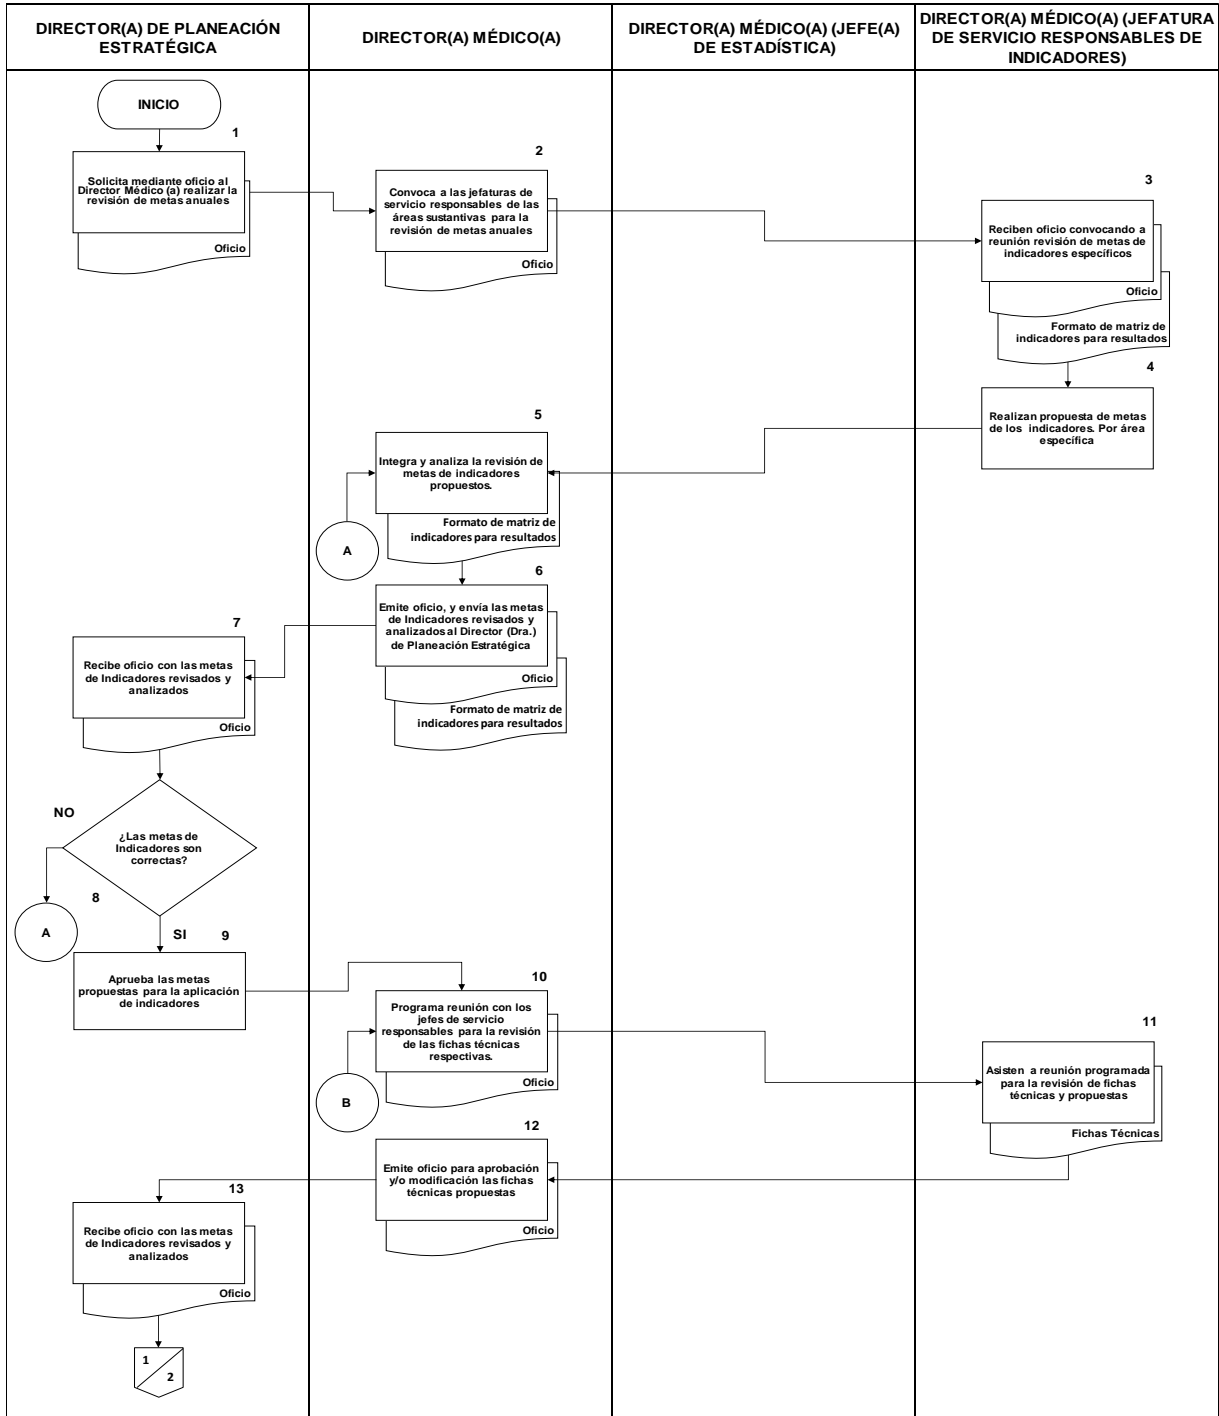 DIRECTOR(A) DE PLANEACIÓN
ESTRATÉGICA
DIRECTOR(A) MÉDICO(A)
DIRECTOR(A) MÉDICO(A) (JEFE(A)
DE ESTADÍSTICA)
DIRECTOR(A) MÉDICO(A) (JEFATURA
DE SERVICIO RESPONSABLES DE
INDICADORES)
INICIO
1
Solicita mediante oficio al
Director Médico (a) realizar la
revisión de metas anuales
Oficio
2
Convoca a las jefaturas de
servicio responsables de las
áreas sustantivas para la
revisión de metas anuales
Oficio
3
Reciben oficio convocando a
reunión revisión de metas de
indicadores específicos
Oficio
Formato de matriz de
indicadores para resultados
4
Realizan propuesta de metas
de los indicadores. Por área
específica
5
Integra y analiza la revisión de
metas de indicadores
propuestos.
Formato de matriz de
indicadores para resultados
A
6
Emite oficio, y envía las metas
de Indicadores revisados y
analizados al Director (Dra.)
de Planeación Estratégica
Oficio
Formato de matriz de
indicadores para resultados
7
Recibe oficio con las metas
de Indicadores revisados y
analizados
Oficio
NO
¿Las metas de
Indicadores son
correctas?
8
A
SI
9
Aprueba las metas
propuestas para la aplicación
de indicadores
10
Programa reunión con los
jefes de servicio
responsables para la revisión
de las fichas técnicas
respectivas.
Oficio
B
11
Asisten a reunión programada
para la revisión de fichas
técnicas y propuestas
Fichas Técnicas
12
Emite oficio para aprobación
y/o modificación las fichas
técnicas propuestas
Oficio
13
Recibe oficio con las metas
de Indicadores revisados y
analizados
Oficio
1
2